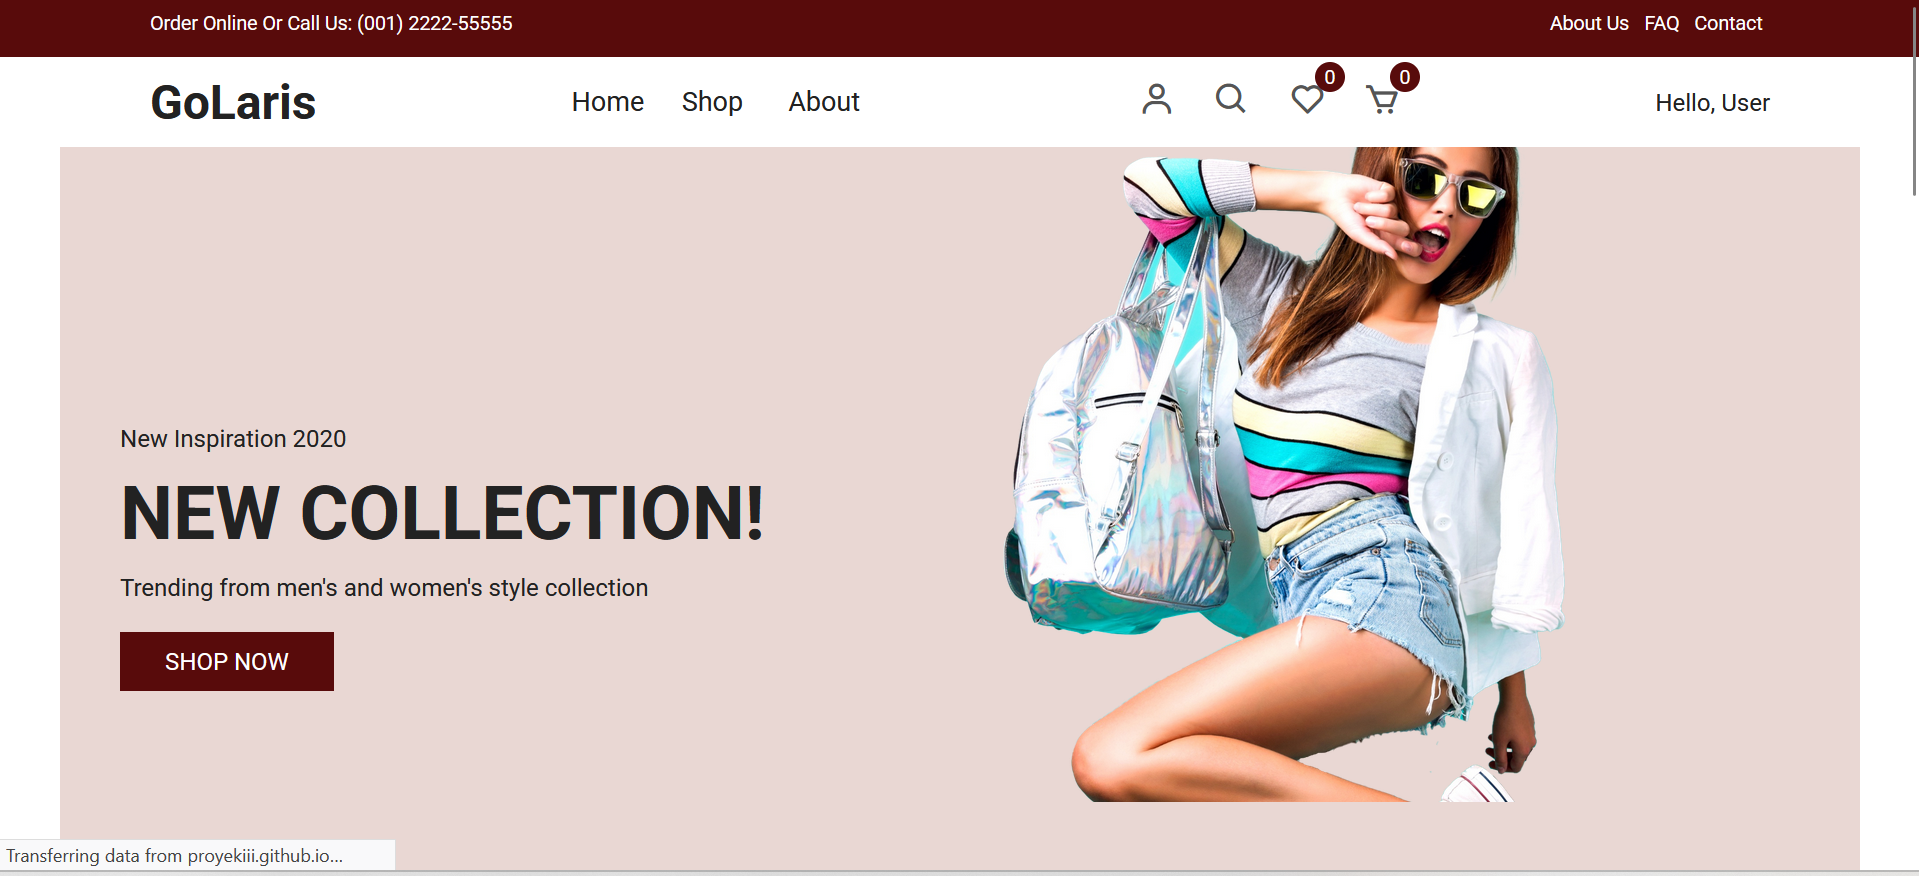 Order Online Or Call Us: (001) 2222-55555
About Us FAQ Contact
GoLaris
Home Shop About
0 0
Hello, User
New Inspiration 2020
NEW COLLECTION!
Trending from men's and women's style collection
SHOP NOW
Transferring data from proyekiii.github.io...